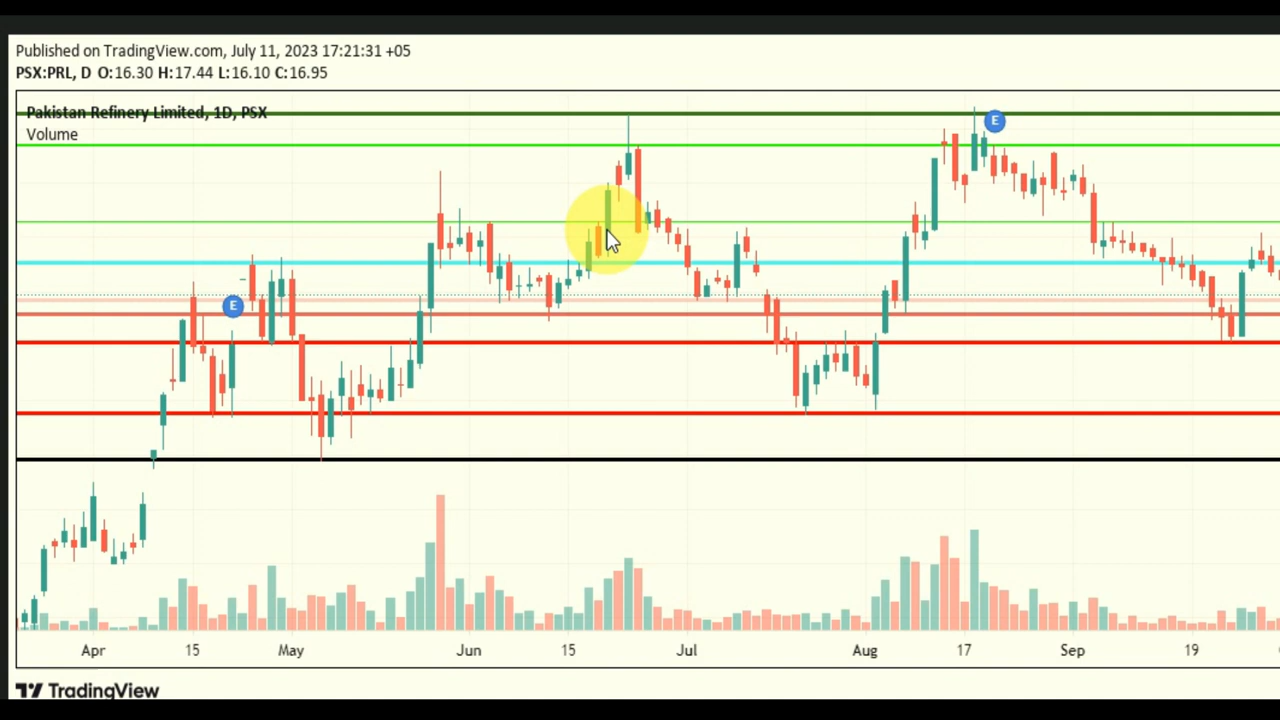 Published on TradingView.com, July 11, 2023 17:21:31 +05
PSX:PRL, D O:16.30 H:17.44 L:16.10 C:16.95
Pakistan Refinery Limited, 1D, PSX
Volume
E
E
Apr 15 May Jun 15 Jul Aug 17 Sep 19
TradingView